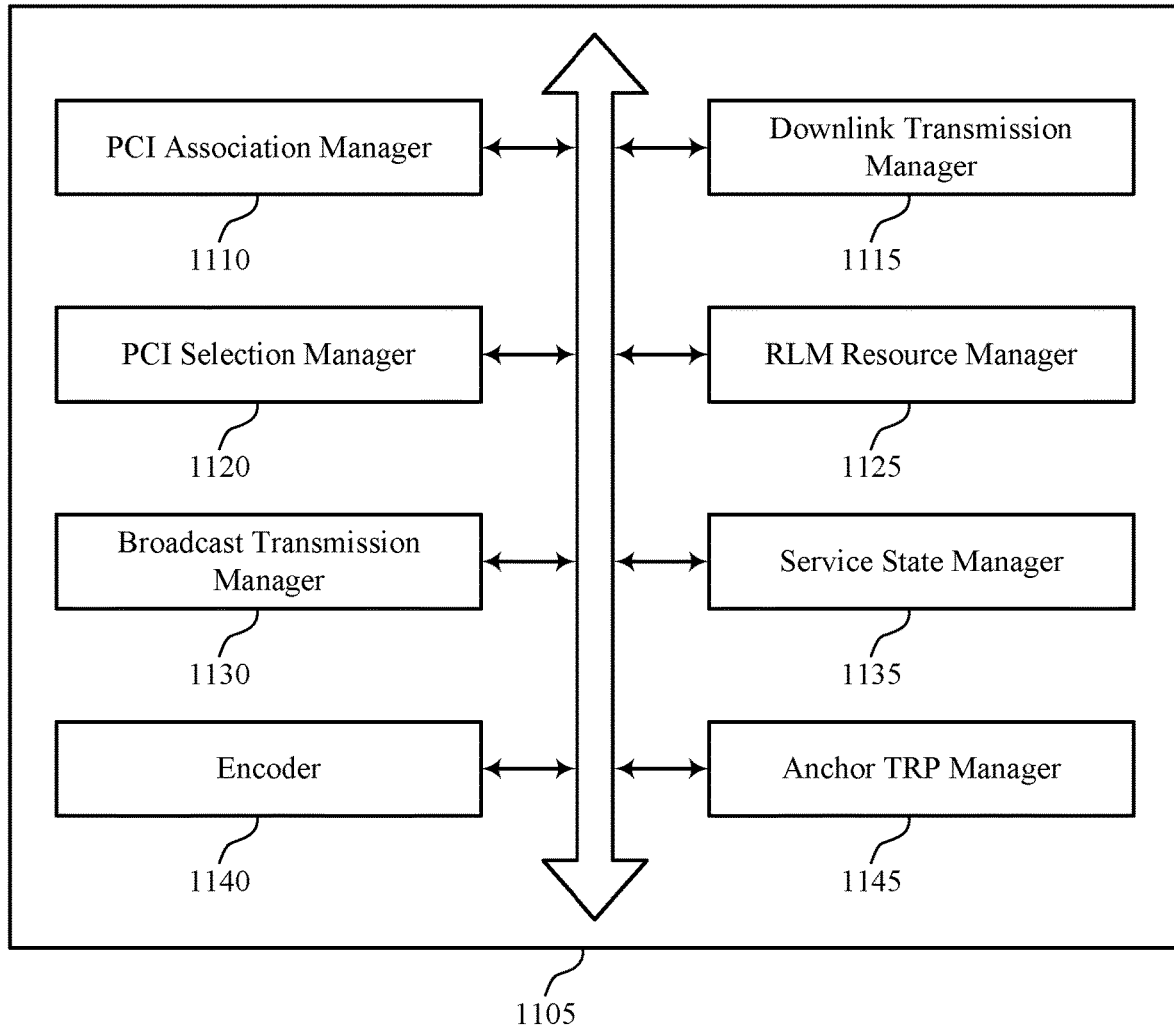 PCI Association Manager
1110
Downlink Transmission
Manager
1115
PCI Selection Manager
1120
RLM Resource Manager
1125
Broadcast Transmission
Manager
1130
Service State Manager
1135
Encoder
1140
Anchor TRP Manager
1145
1105